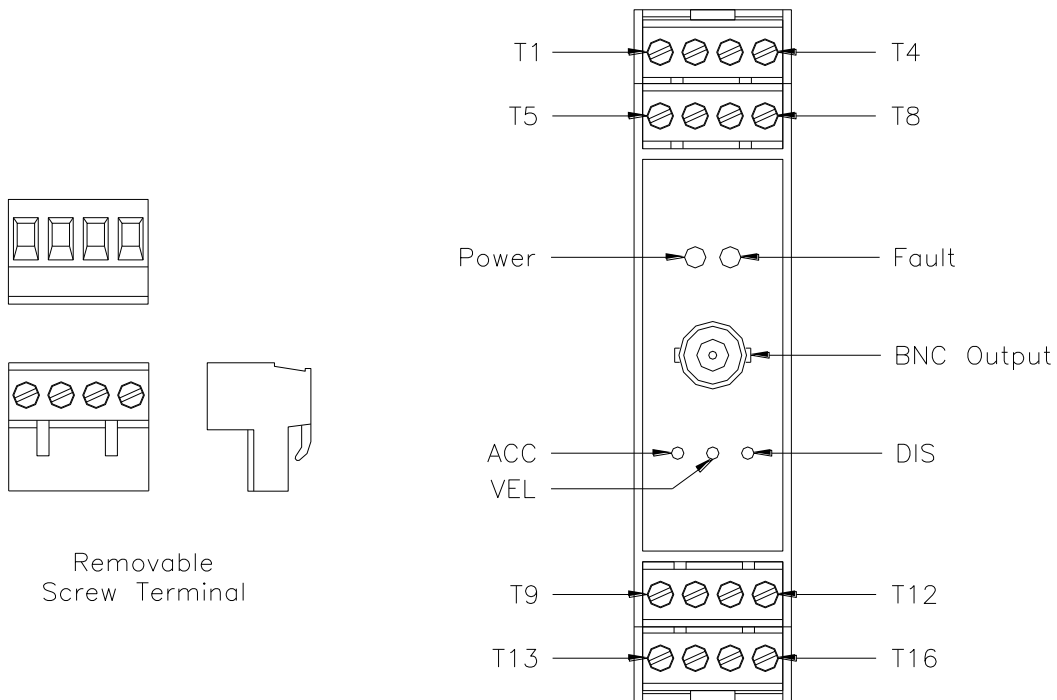 T1
T4
T5
T8
Power
Fault
BNC Output
ACC
DIS
VEL
Removable
Screw Terminal
T9
T12
T13
T16